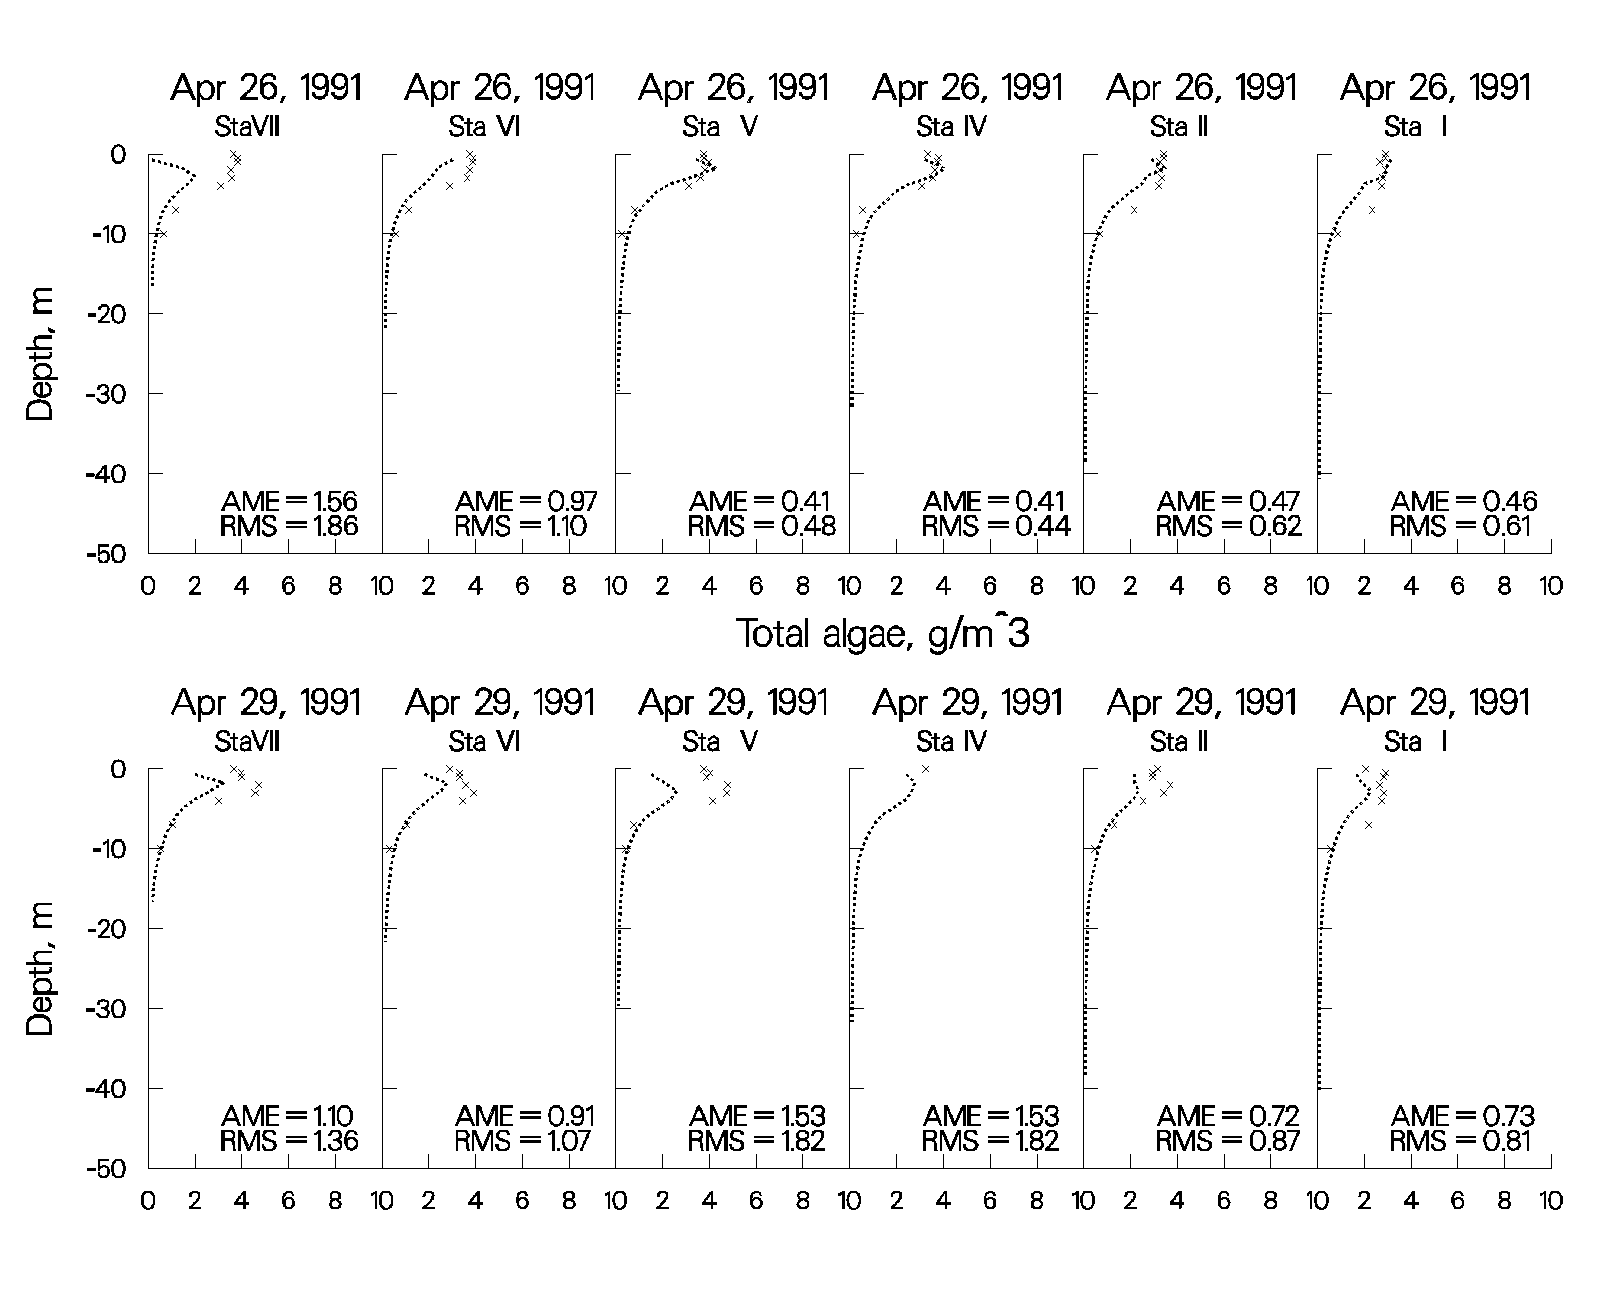 Apr 26, 1991 Apr 26, 1991 Apr 26, 1991 Apr 26, 1991 Apr 26, 1991 Apr 26, 1991
StaVII Sta VI Sta V Sta IV Sta II Sta I
0
-10
-20
Depth, m
-30
-40
AME = 1.56 AME = 0.97 AME = 0.41 AME = 0.41 AME = 0.47 AME = 0.46
RMS = 1.86 RMS = 1.10 RMS = 0.48 RMS = 0.44 RMS = 0.62 RMS = 0.61
-50
0 2 4 6 8 10 2 4 6 8 10 2 4 6 8 10 2 4 6 8 10 2 4 6 8 10 2 4 6 8 10
Total algae, g/m^3
Apr 29, 1991 Apr 29, 1991 Apr 29, 1991 Apr 29, 1991 Apr 29, 1991 Apr 29, 1991
StaVII Sta VI Sta V Sta IV Sta II Sta I
0
-10
-20
Depth, m
-30
-40
AME = 1.10 AME = 0.91 AME = 1.53 AME = 1.53 AME = 0.72 AME = 0.73
RMS = 1.36 RMS = 1.07 RMS = 1.82 RMS = 1.82 RMS = 0.87 RMS = 0.81
-50
0 2 4 6 8 10 2 4 6 8 10 2 4 6 8 10 2 4 6 8 10 2 4 6 8 10 2 4 6 8 10